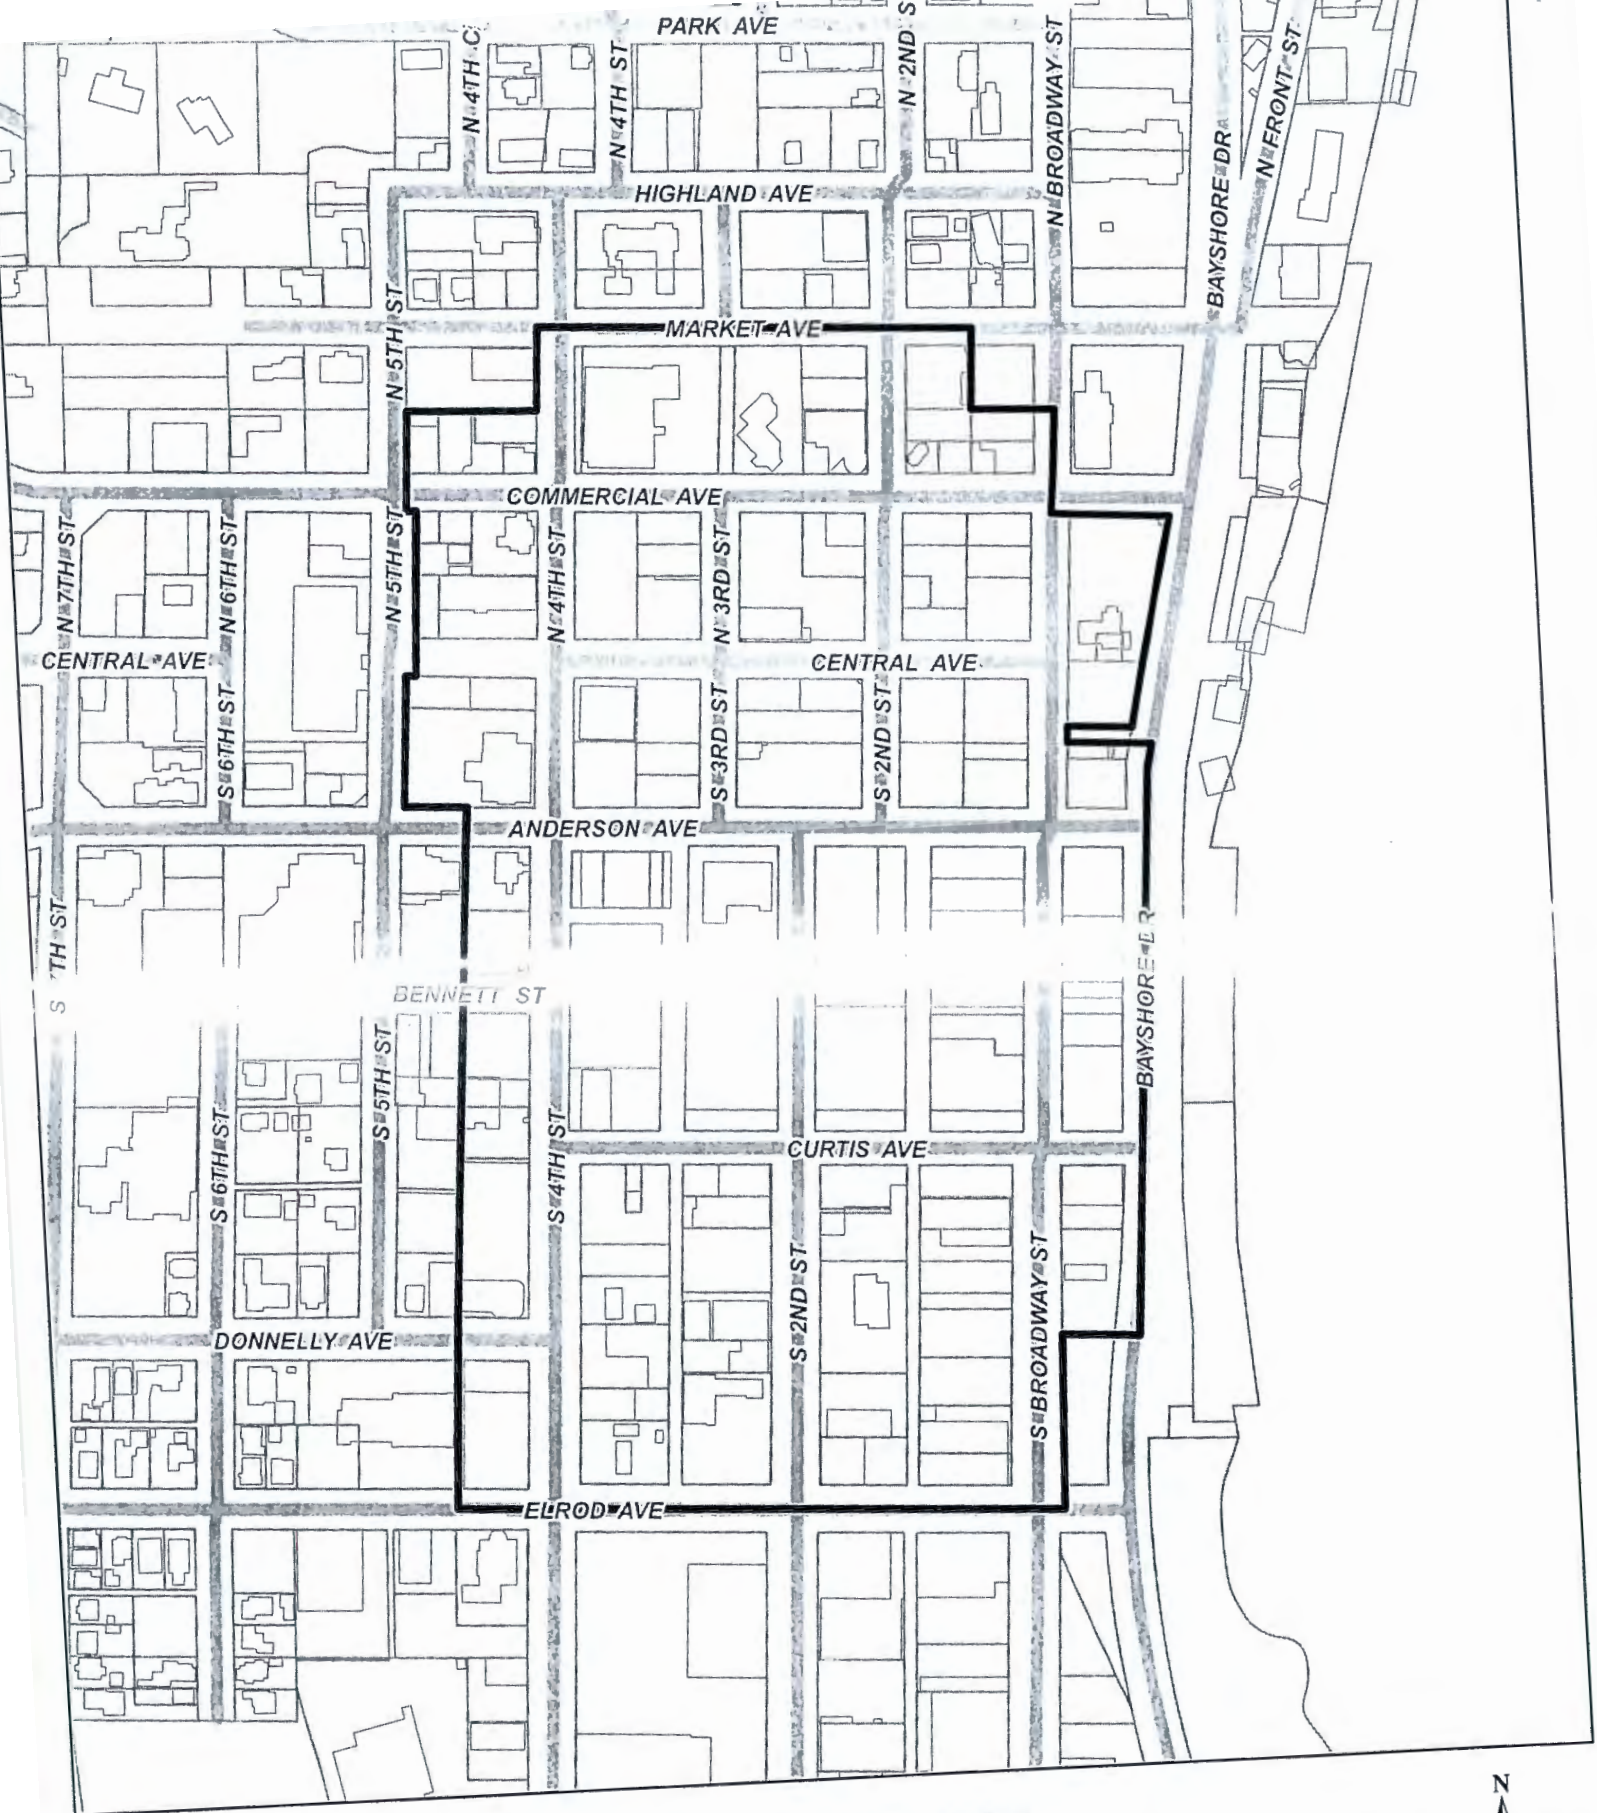 PARK AVE
N 4TH C
N 4TH ST
N 2ND S
N BROADWAY ST
BAYSHORE DR
N FRONT ST
HIGHLAND AVE
N 5TH ST
MARKET AVE
COMMERCIAL AVE
N 7TH ST
N 6TH ST
N 5TH ST
N 4TH ST
N 3RD ST
CENTRAL AVE
CENTRAL AVE
S 6TH ST
S 3RD ST
S 2ND ST
ANDERSON AVE
S 7TH ST
BENNETT ST
BAYSHORE DR
S 5TH ST
S 6TH ST
S 4TH ST
CURTIS AVE
S 2ND ST
S BROADWAY ST
DONNELLY AVE
ELROD AVE
N